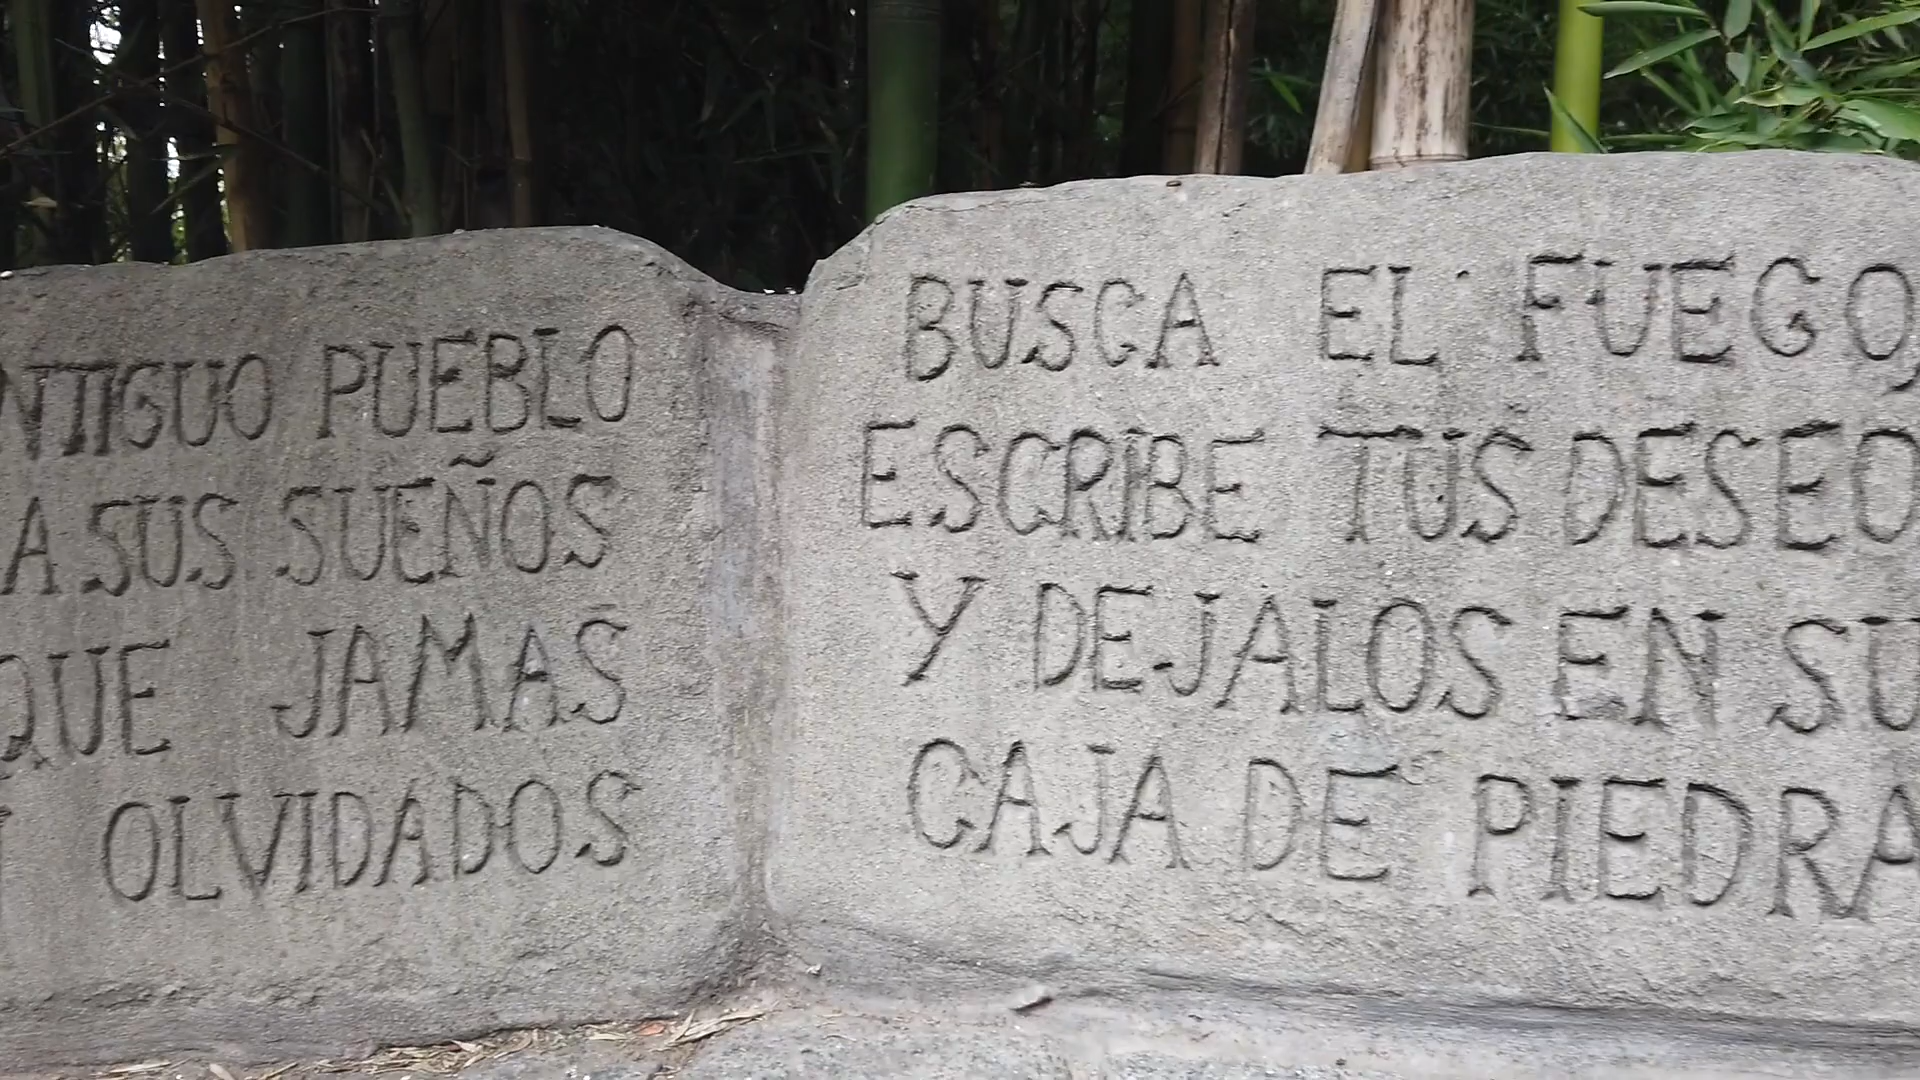 NTIGUO PUEBLO
A SUS SUEÑOS
QUE JAMAS
OLVIDADOS
BUSCA EL FUEGO,
ESCRIBE TUS DESEO
Y DEJALOS EN SU
CAJA DE PIEDRA